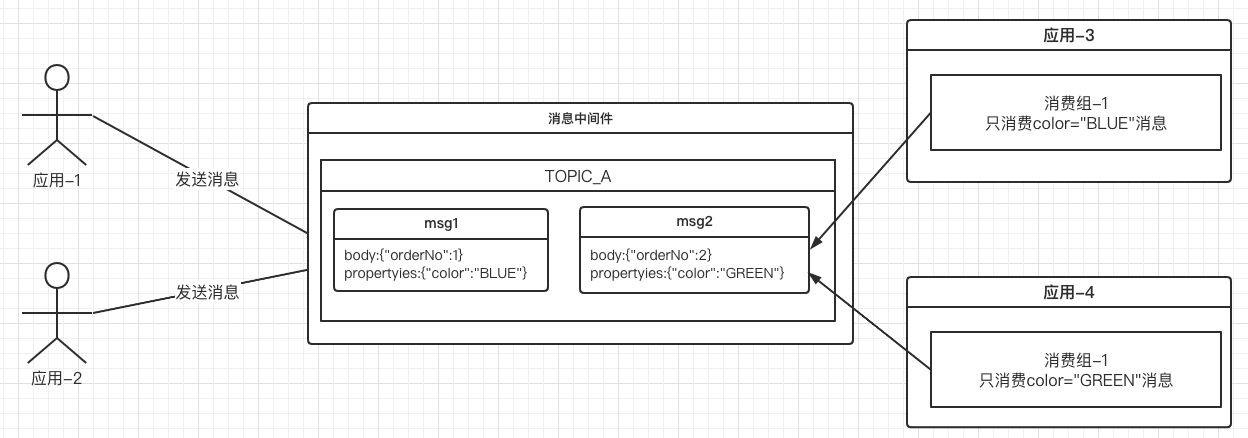 应用-1
应用-2
发送消息
发送消息
消息中间件
TOPIC_A
msg1
body:{"orderNo":1}
propertyies:{"color":"BLUE"}
msg2
body:{"orderNo":2}
propertyies:{"color":"GREEN"}
应用-3
消费组-1
只消费color="BLUE"消息
应用-4
消费组-1
只消费color="GREEN"消息